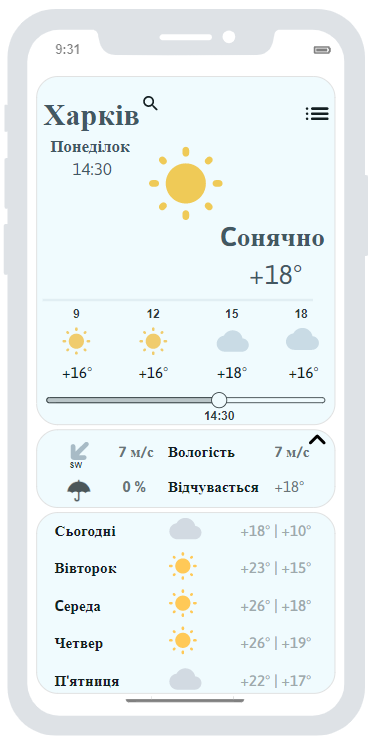 9:31
Харків
Понеділок
14:30
Сонячно
+18°
9 12 15 18
+16° +16° +18° +16°
14:30
SW 7 м/с Вологість 7 м/с
0 % Відчувається +18°
Сьогодні +18° | +10°
Вівторок +23° | +15°
Середа +26° | +18°
Четвер +26° | +19°
П'ятниця +22° | +17°